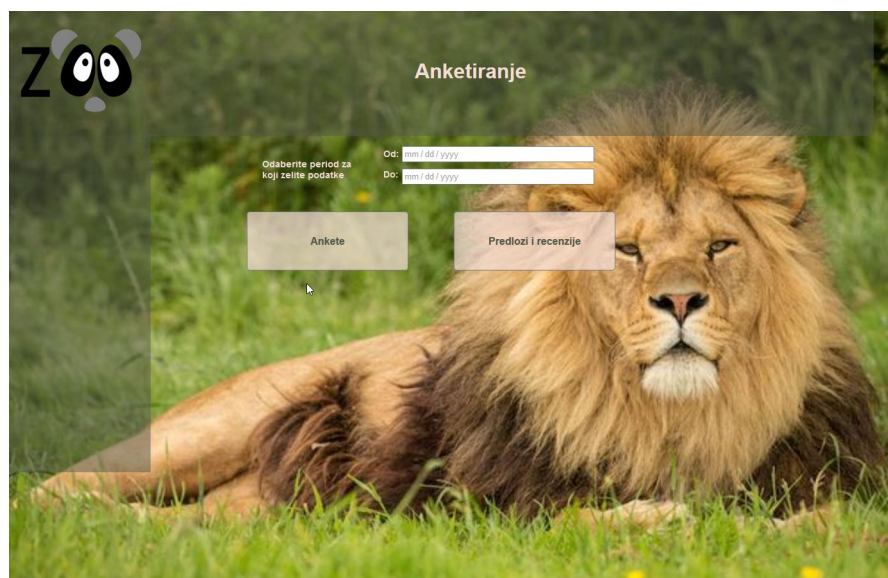 ZOO
Anketiranje
Odaberite period za
koji zelite podatke
Od: mm / dd / yyyy
Do: mm / dd / yyyy
Ankete
Predlozi i recenzije